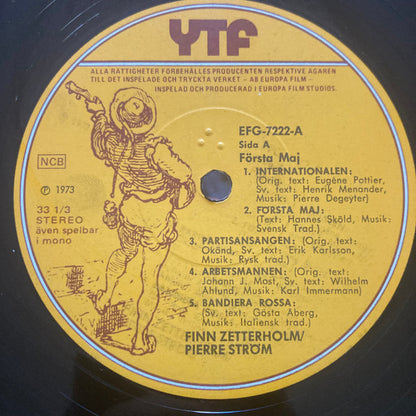 YTF
ALLA RÄTTIGHETER FÖRBEHÅLLES PRODUCENTEN RESPEKTIVE ÄGAREN
TILL DET INSPELADE OCH TRYCKTA VERKET – AB EUROPA FILM –
INSPELAD OCH PRODUCERAD I EUROPA FILM STUDIOS.
EFG-7222-A
Sida A
Första Maj
NCB
℗ 1973
33 1/3
STEREO
även spelbar
i mono
1. INTERNATIONALEN:
(Orig. text: Eugéne Pottier,
Sv. text: Henrik Menander,
Musik: Pierre Degeyter)
2. FÖRSTA MAJ:
(Text: Hannes Sköld, Musik:
Svensk Trad.)
3. PARTISANSANGEN: (Orig. text:
Okönd, Sv. text: Erik Karlsson,
Musik: Rysk trad.)
4. ARBETSMANNEN: (Orig. text:
Johann J. Most, Sv. text: Wilhelm
Ahlund, Musik: Karl Immermann)
5. BANDIERA ROSSA:
(Sv. text: Gösta Åberg,
Musik: Italiensk trad.)
FINN ZETTERHOLM/
PIERRE STRÖM